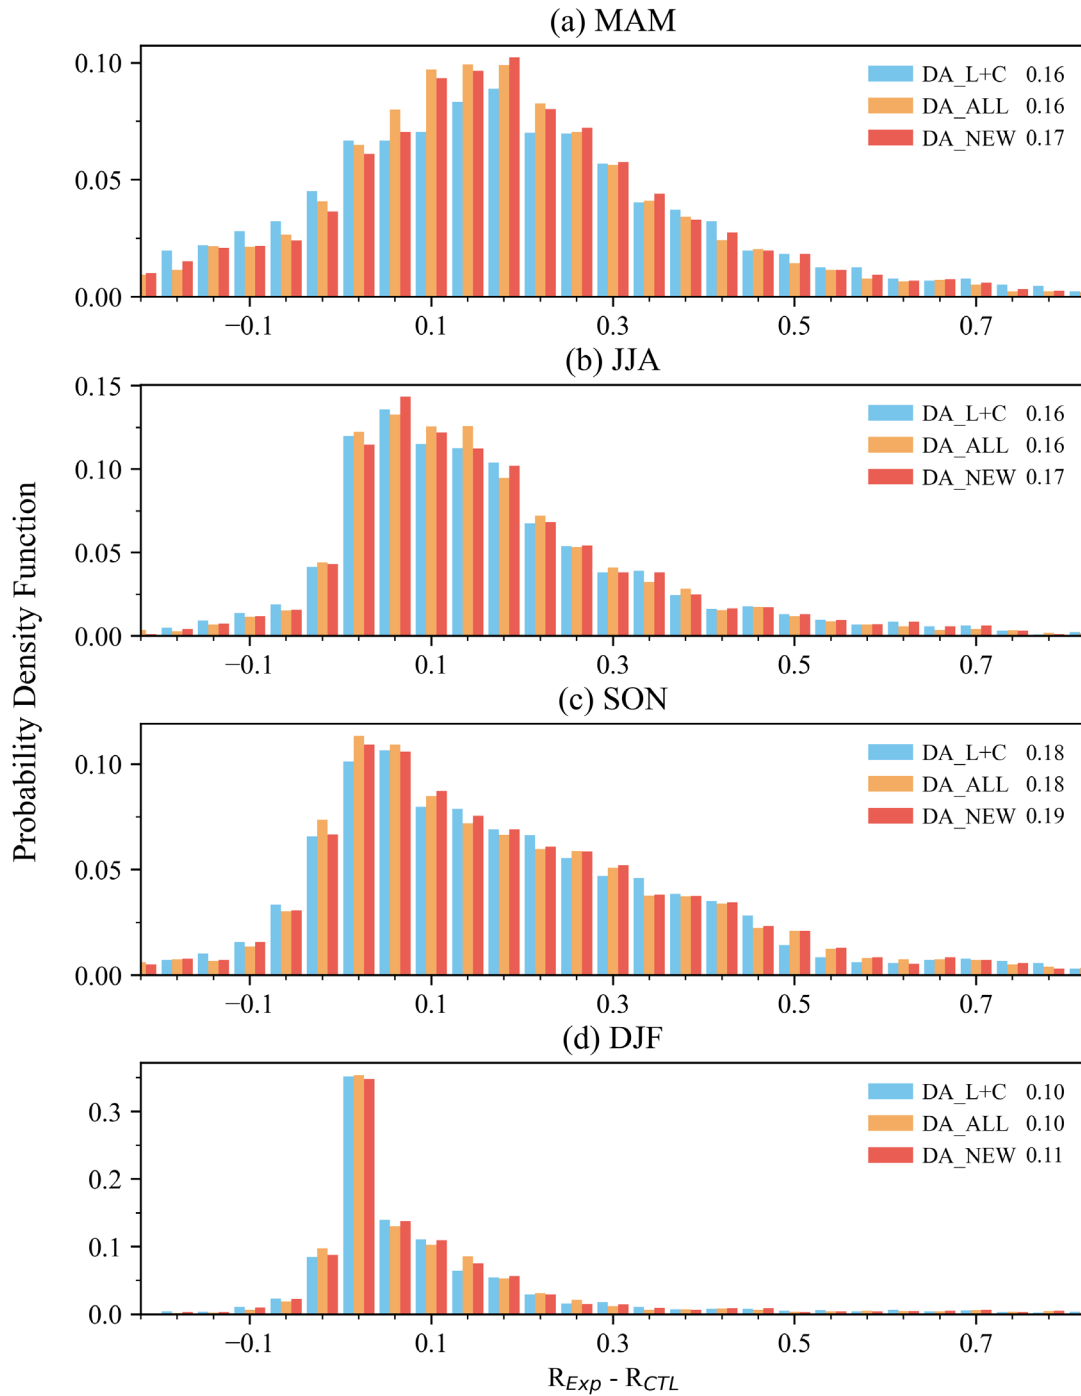 (a) MAM
0.10
0.05
0.00
DA_L+C 0.16
DA_ALL 0.16
DA_NEW 0.17
−0.1 0.1 0.3 0.5 0.7
(b) JJA
0.15
0.10
0.05
0.00
DA_L+C 0.16
DA_ALL 0.16
DA_NEW 0.17
−0.1 0.1 0.3 0.5 0.7
Probability Density Function
(c) SON
0.10
0.05
0.00
DA_L+C 0.18
DA_ALL 0.18
DA_NEW 0.19
−0.1 0.1 0.3 0.5 0.7
(d) DJF
0.3
0.2
0.1
0.0
DA_L+C 0.10
DA_ALL 0.10
DA_NEW 0.11
−0.1 0.1 0.3 0.5 0.7
R_Exp - R_CTL